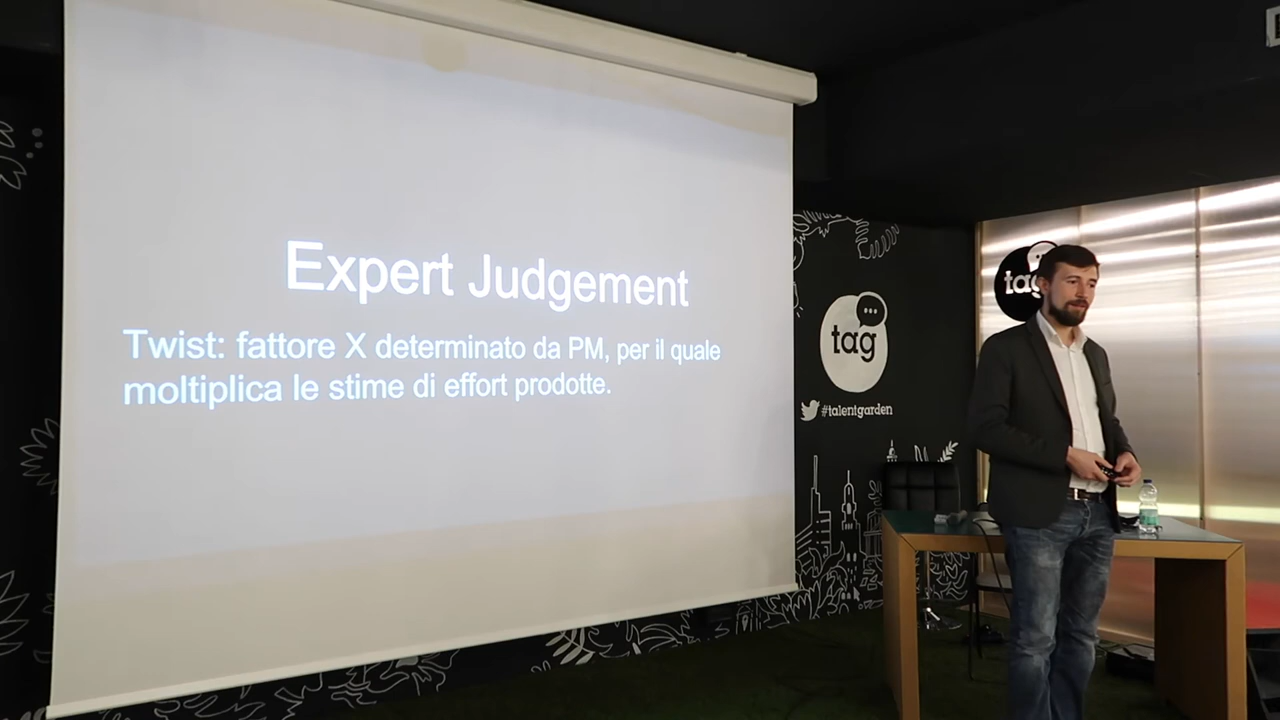 Expert Judgement
Twist: fattore X determinato da PM, per il quale
moltiplica le stime di effort prodotte.
tag
#talentgarden
tag